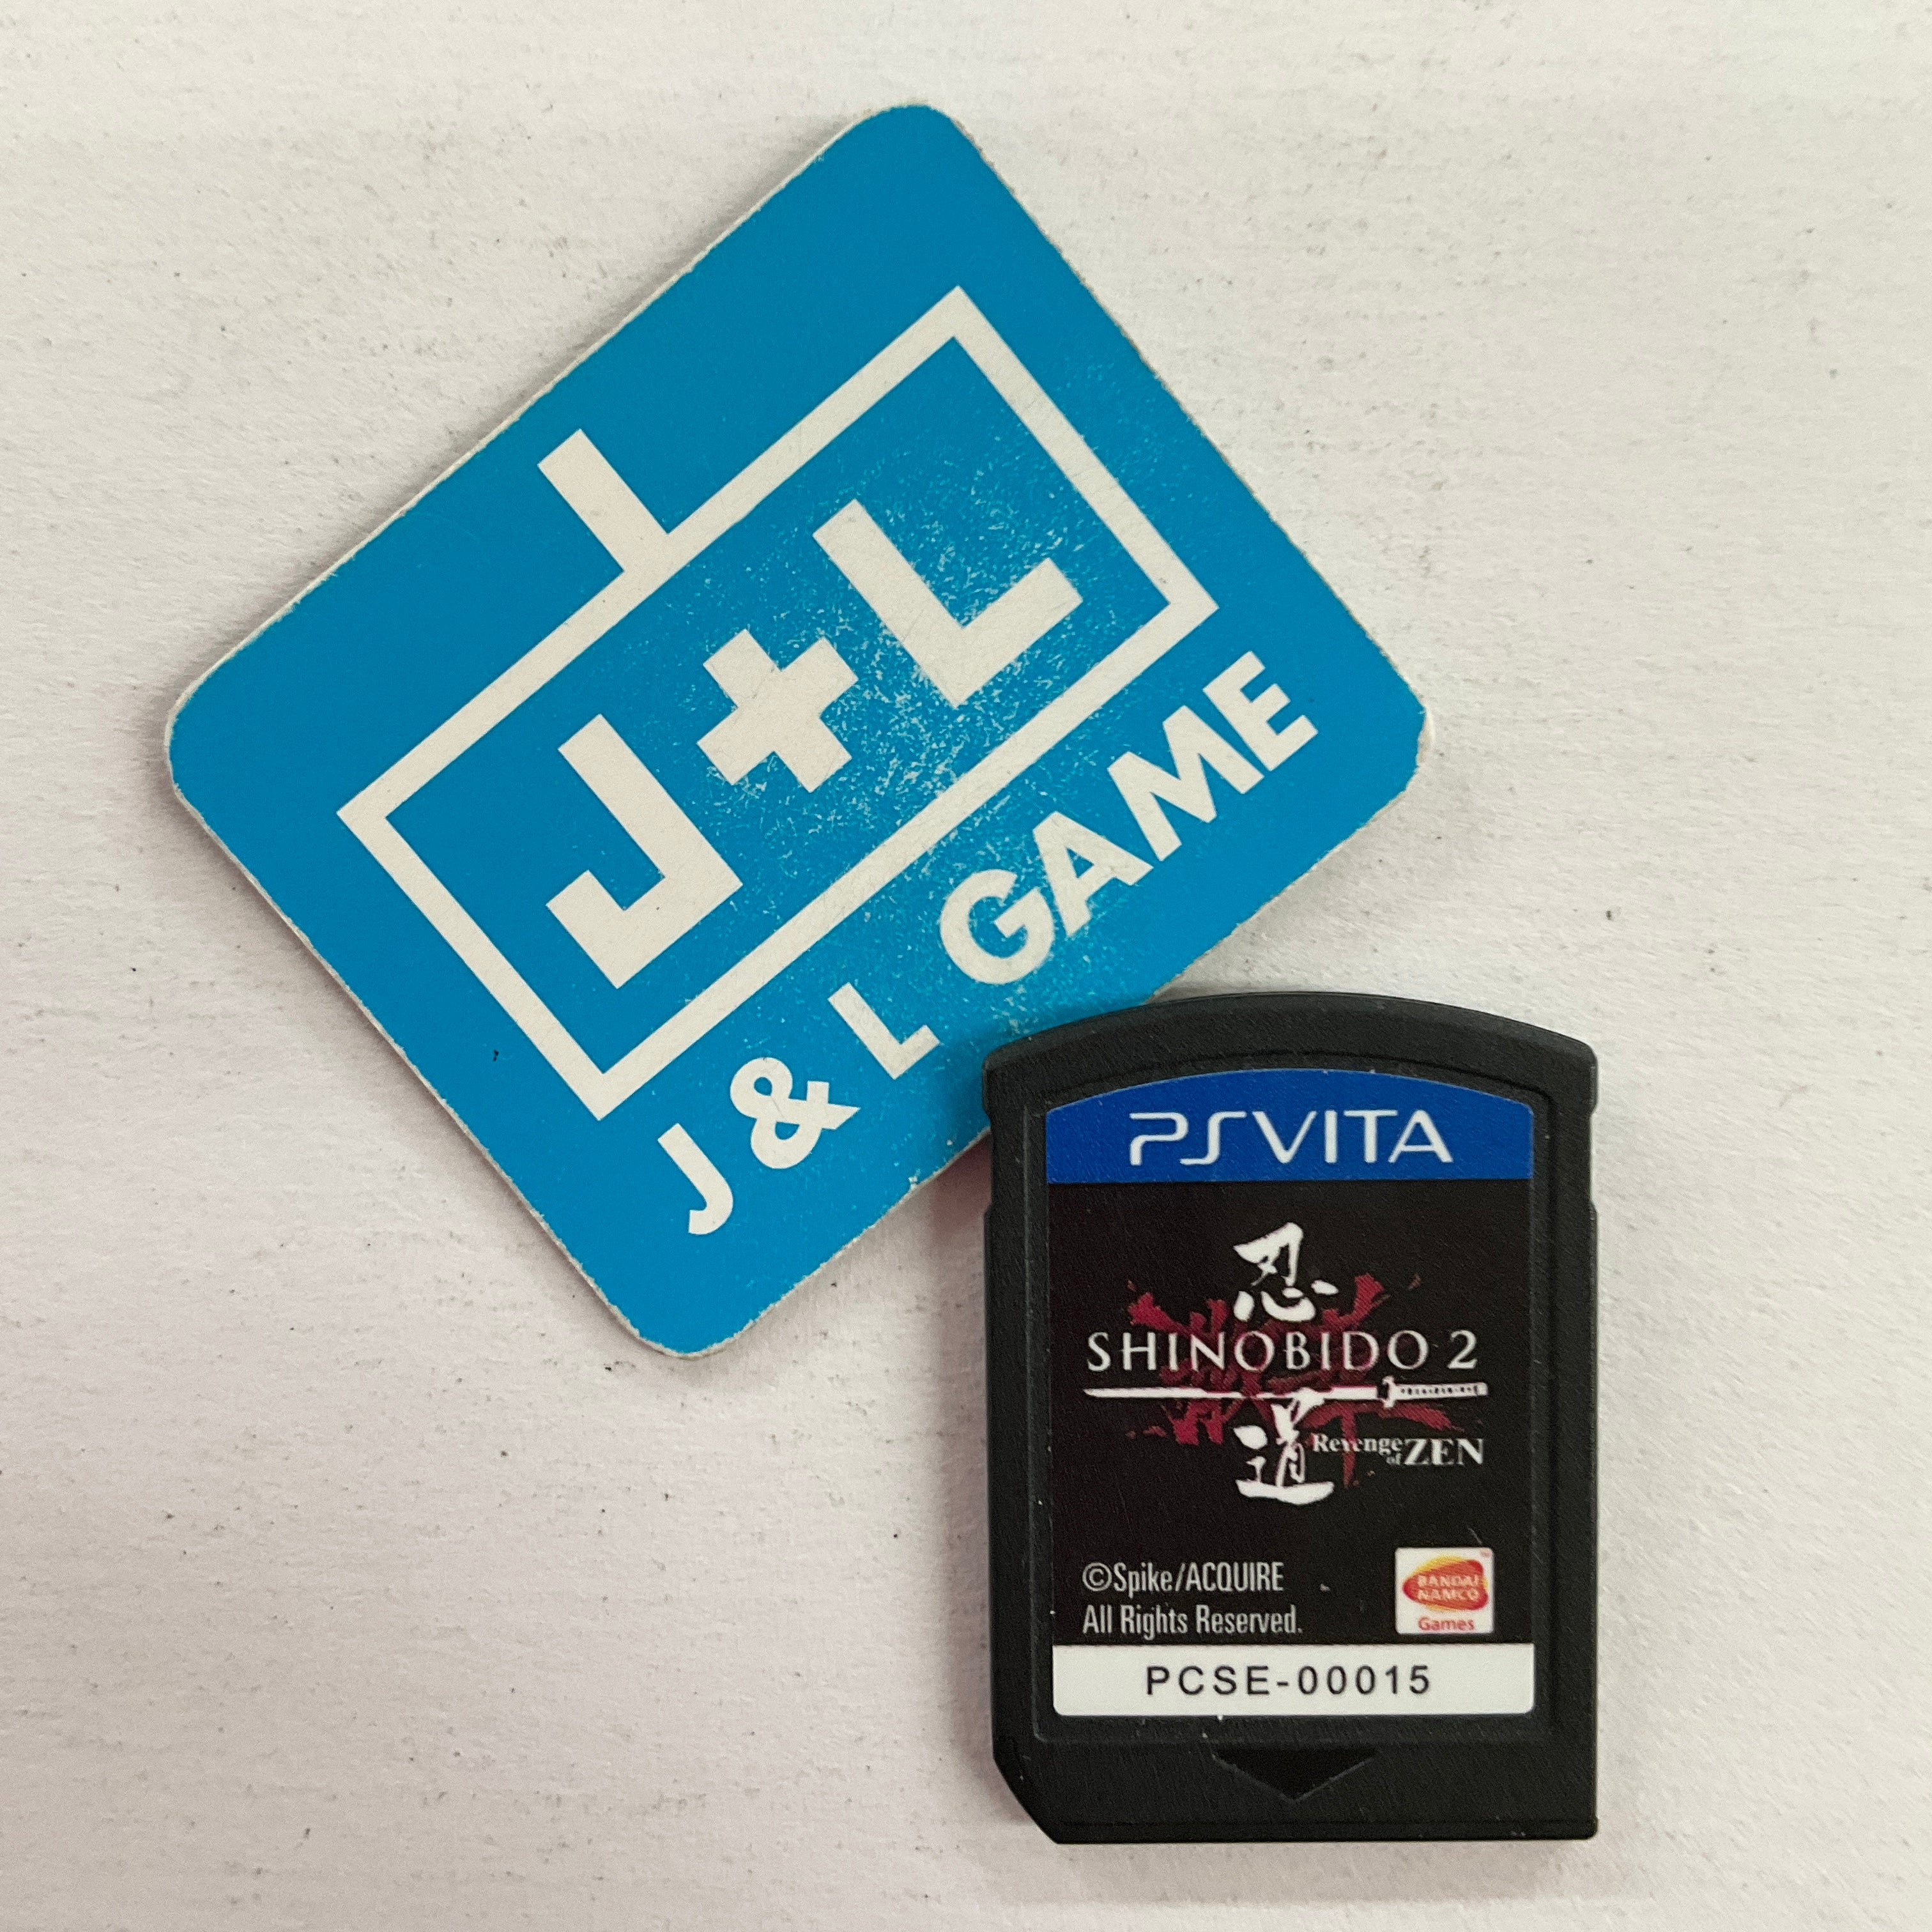 J+L
J & L GAME
PSVITA
忍
SHINOBIDO 2
道
Revenge of ZEN
©Spike/ACQUIRE
All Rights Reserved.
BANDAI
NAMCO
Games
PCSE-00015